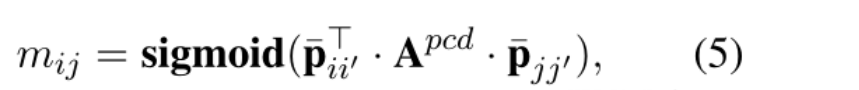 m_{ij} = sigmoid(p̄_{ii′}^⊤ · A^{pcd} · p̄_{jj′}), (5)